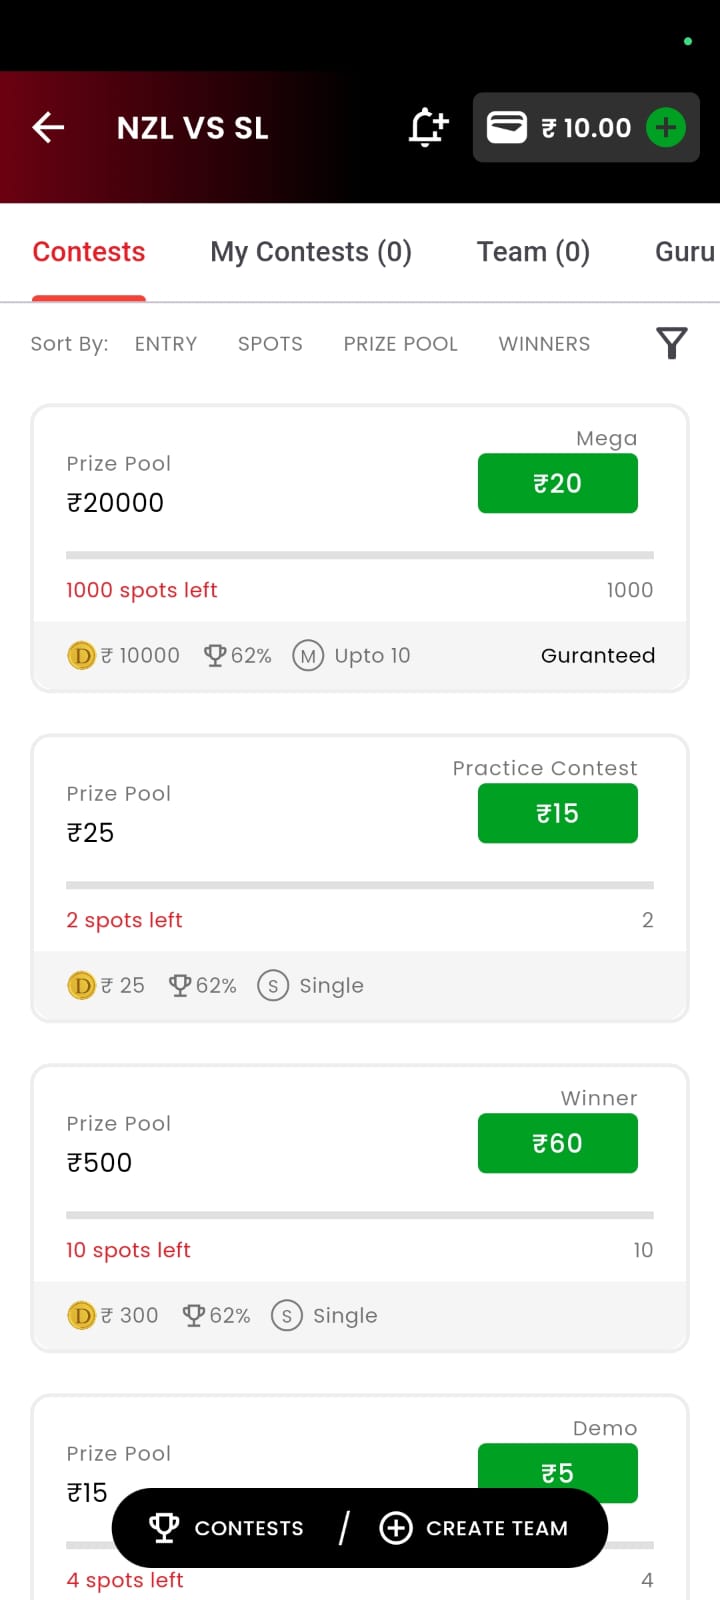 NZL VS SL
₹ 10.00
Contests My Contests (0) Team (0) Guru
Sort By: ENTRY SPOTS PRIZE POOL WINNERS
Mega
Prize Pool
₹20
₹20000
1000 spots left 1000
D ₹ 10000 62% M Upto 10 Guranteed
Practice Contest
Prize Pool
₹15
₹25
2 spots left 2
D ₹ 25 62% S Single
Winner
Prize Pool
₹60
₹500
10 spots left 10
D ₹ 300 62% S Single
Demo
Prize Pool
₹5
₹15
CONTESTS / CREATE TEAM
4 spots left 4